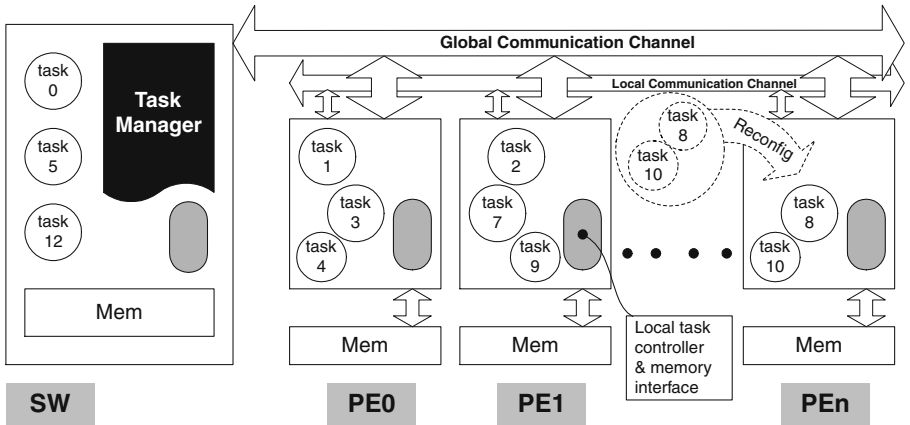 Global Communication Channel
Local Communication Channel
task
0
task
5
task
12
Task
Manager
Mem
task
1
task
3
task
4
task
2
task
7
task
9
task
8
task
10
Reconfig
task
8
task
10
Mem
Mem
Mem
Local task
controller
& memory
interface
SW
PE0
PE1
PEn